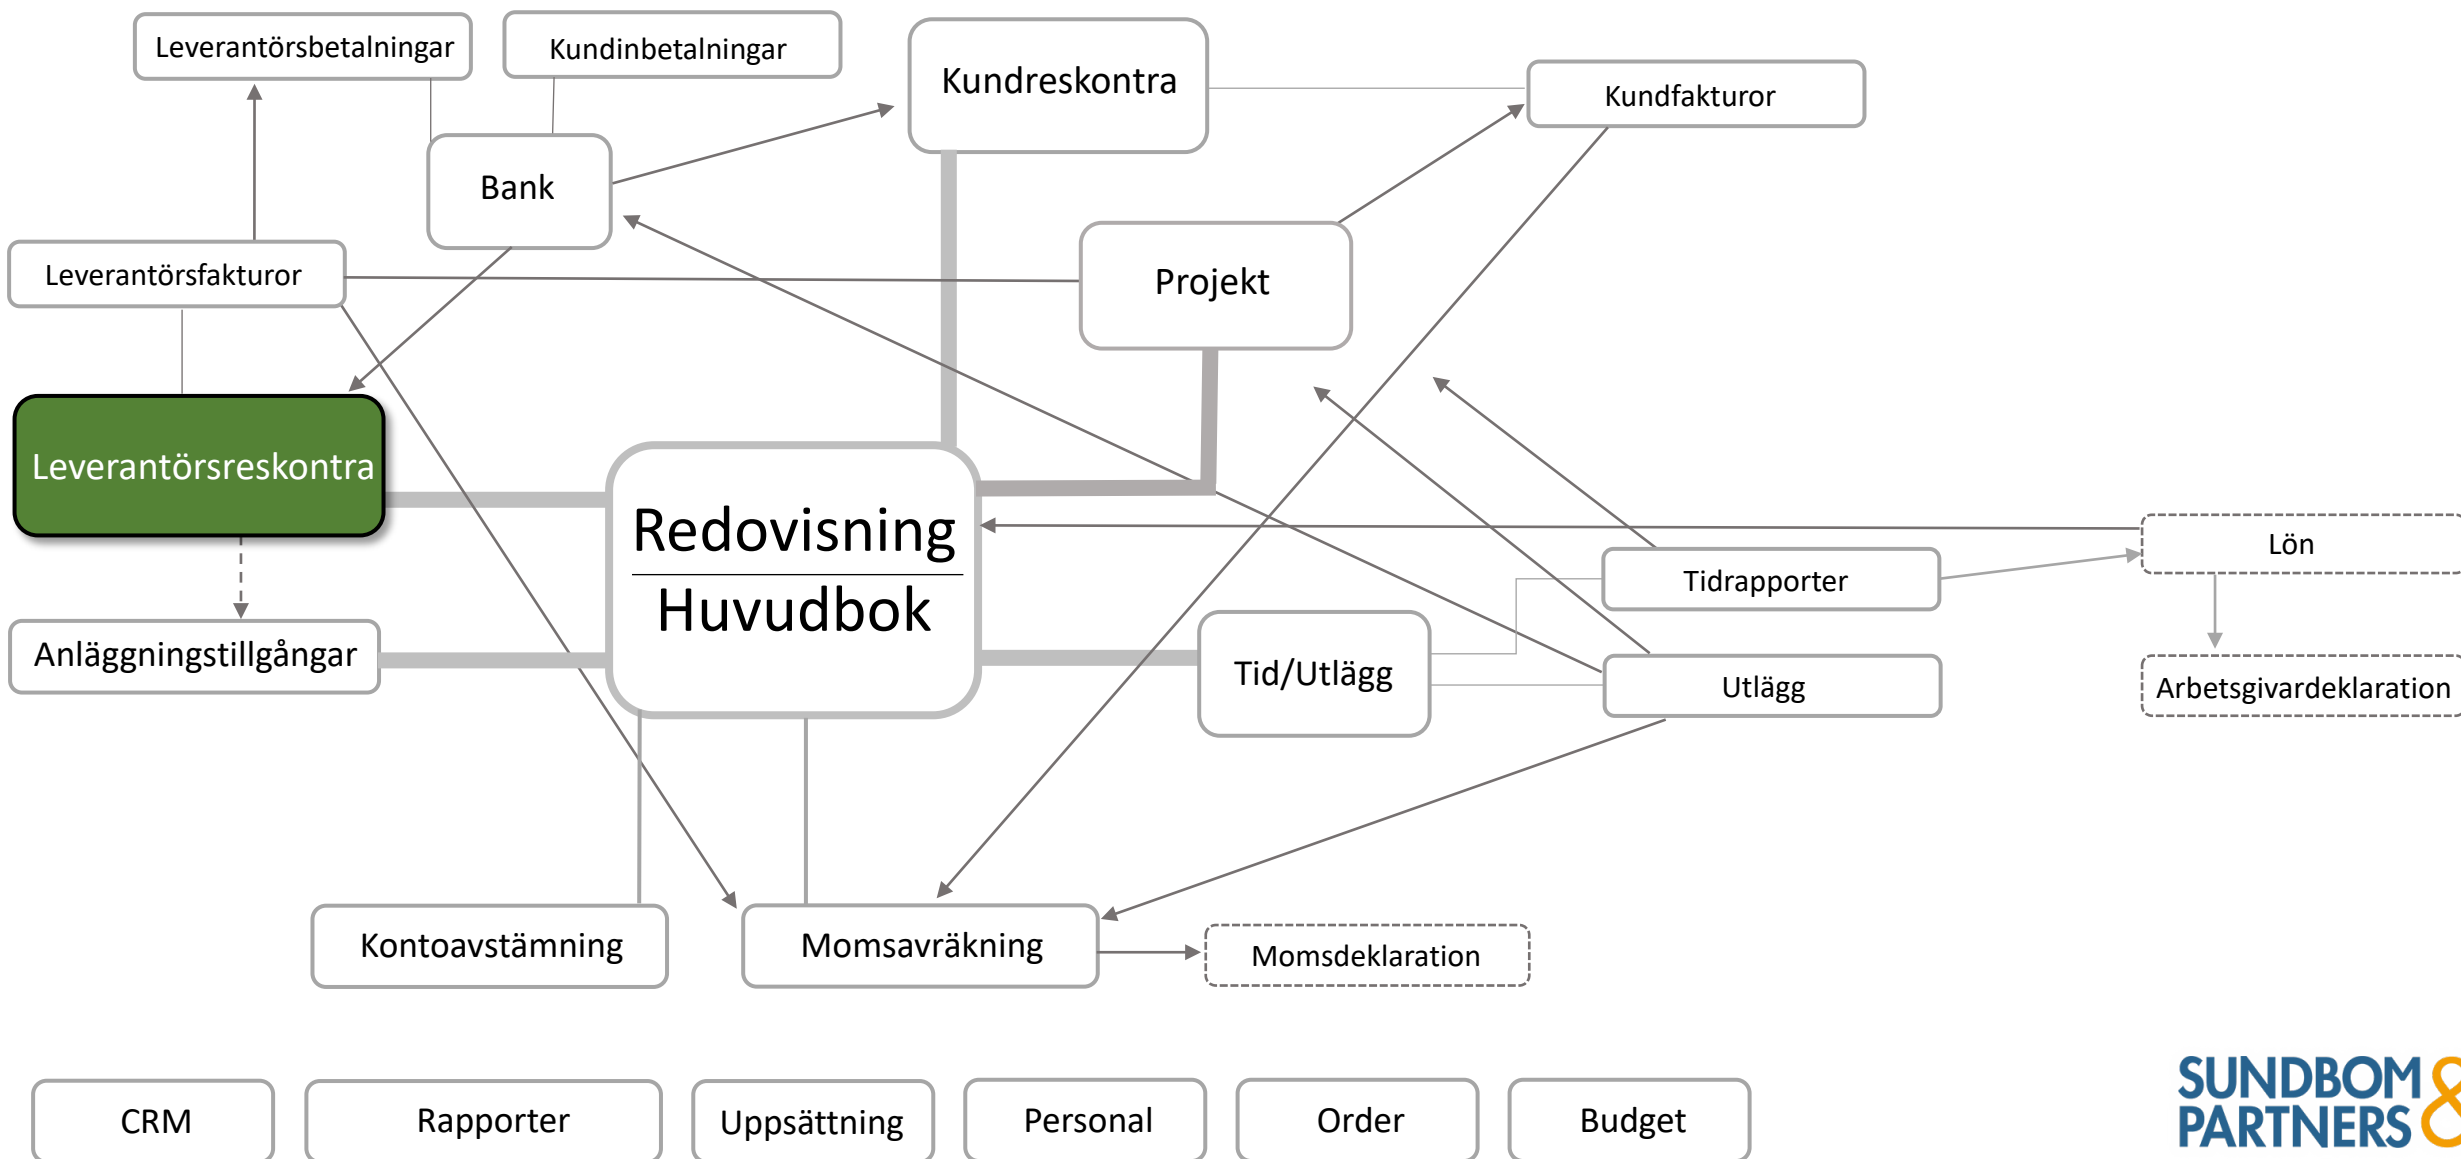 Leverantörsbetalningar
Kundinbetalningar
Kundreskontra
Kundfakturor
Bank
Leverantörsfakturor
Projekt
Leverantörsreskontra
Redovisning
Huvudbok
Lön
Tidrapporter
Anläggningstillgångar
Tid/Utlägg
Utlägg
Arbetsgivardeklaration
Kontoavstämning
Momsavräkning
Momsdeklaration
CRM
Rapporter
Uppsättning
Personal
Order
Budget
SUNDBOM &
PARTNERS